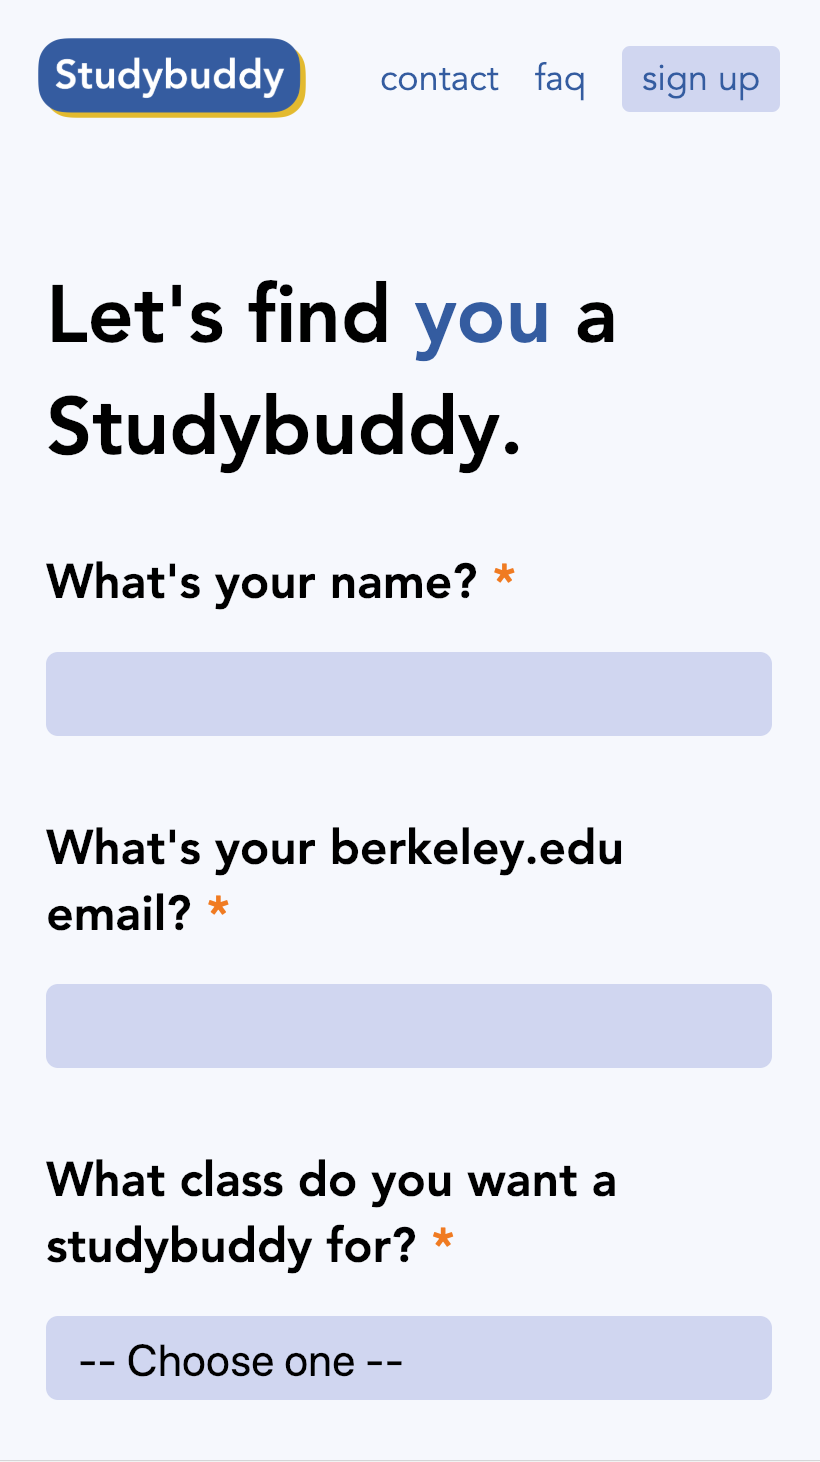 Studybuddy contact faq sign up
Let's find you a
Studybuddy.
What's your name? *
What's your berkeley.edu
email? *
What class do you want a
studybuddy for? *
-- Choose one --